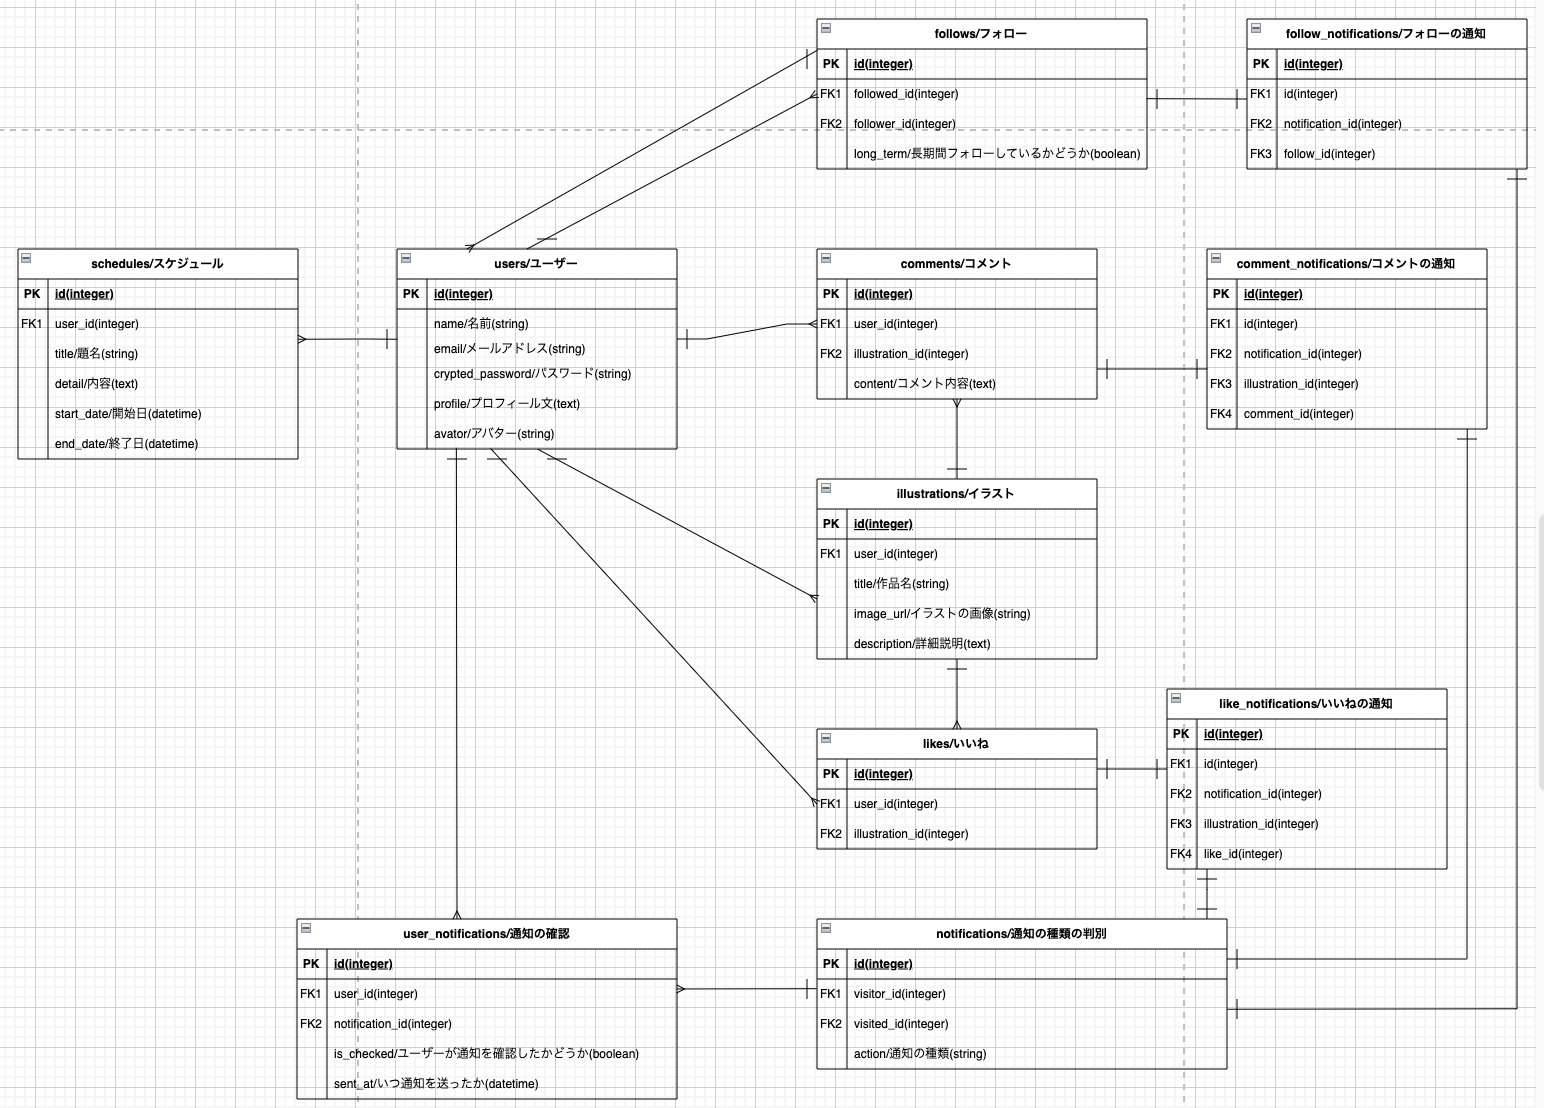 follows/フォロー
PK id(integer)
FK1 followed_id(integer)
FK2 follower_id(integer)
long_term/長期間フォローしているかどうか(boolean)
follow_notifications/フォローの通知
PK id(integer)
FK1 id(integer)
FK2 notification_id(integer)
FK3 follow_id(integer)
schedules/スケジュール
PK id(integer)
FK1 user_id(integer)
title/題名(string)
detail/内容(text)
start_date/開始日(datetime)
end_date/終了日(datetime)
users/ユーザー
PK id(integer)
name/名前(string)
email/メールアドレス(string)
crypted_password/パスワード(string)
profile/プロフィール文(text)
avator/アバター(string)
comments/コメント
PK id(integer)
FK1 user_id(integer)
FK2 illustration_id(integer)
content/コメント内容(text)
comment_notifications/コメントの通知
PK id(integer)
FK1 id(integer)
FK2 notification_id(integer)
FK3 illustration_id(integer)
FK4 comment_id(integer)
illustrations/イラスト
PK id(integer)
FK1 user_id(integer)
title/作品名(string)
image_url/イラストの画像(string)
description/詳細説明(text)
likes/いいね
PK id(integer)
FK1 user_id(integer)
FK2 illustration_id(integer)
like_notifications/いいねの通知
PK id(integer)
FK1 id(integer)
FK2 notification_id(integer)
FK3 illustration_id(integer)
FK4 like_id(integer)
user_notifications/通知の確認
PK id(integer)
FK1 user_id(integer)
FK2 notification_id(integer)
is_checked/ユーザーが通知を確認したかどうか(boolean)
sent_at/いつ通知を送ったか(datetime)
notifications/通知の種類の判別
PK id(integer)
FK1 visitor_id(integer)
FK2 visited_id(integer)
action/通知の種類(string)